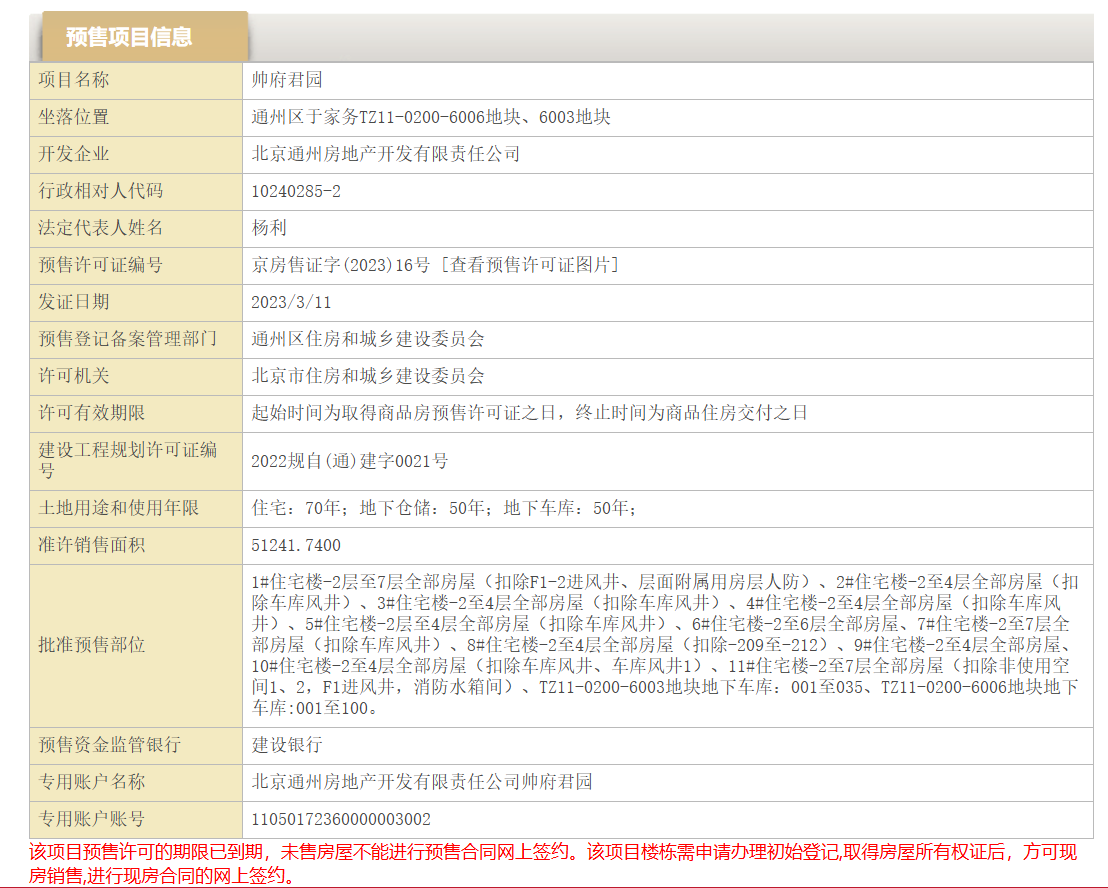 预售项目信息
项目名称
帅府君园
坐落位置
通州区于家务TZ11-0200-6006地块、6003地块
开发企业
北京通州房地产开发有限责任公司
行政相对人代码
10240285-2
法定代表人姓名
杨利
预售许可证编号
京房售证字(2023)16号 [查看预售许可证图片]
发证日期
2023/3/11
预售登记备案管理部门
通州区住房和城乡建设委员会
许可机关
北京市住房和城乡建设委员会
许可有效期限
起始时间为取得商品房预售许可证之日，终止时间为商品住房交付之日
建设工程规划许可证编
号
2022规自(通)建字0021号
土地用途和使用年限
住宅：70年；地下仓储：50年；地下车库：50年；
准许销售面积
51241.7400
批准预售部位
1#住宅楼-2层至7层全部房屋（扣除F1-2进风井、层面附属用房层人防）、2#住宅楼-2至4层全部房屋（扣
除车库风井）、3#住宅楼-2至4层全部房屋（扣除车库风井）、4#住宅楼-2至4层全部房屋（扣除车库风
井）、5#住宅楼-2层至4层全部房屋（扣除车库风井）、6#住宅楼-2至6层全部房屋、7#住宅楼-2至7层全
部房屋（扣除车库风井）、8#住宅楼-2至4层全部房屋（扣除-209至-212）、9#住宅楼-2至4层全部房屋、
10#住宅楼-2至4层全部房屋（扣除车库风井、车库风井1）、11#住宅楼-2至7层全部房屋（扣除非使用空
间1、2，F1进风井，消防水箱间）、TZ11-0200-6003地块地下车库：001至035、TZ11-0200-6006地块地下
车库:001至100。
预售资金监管银行
建设银行
专用账户名称
北京通州房地产开发有限责任公司帅府君园
专用账户账号
11050172360000003002
该项目预售许可的期限已到期，未售房屋不能进行预售合同网上签约。该项目楼栋需申请办理初始登记,取得房屋所有权证后，方可现
房销售,进行现房合同的网上签约。